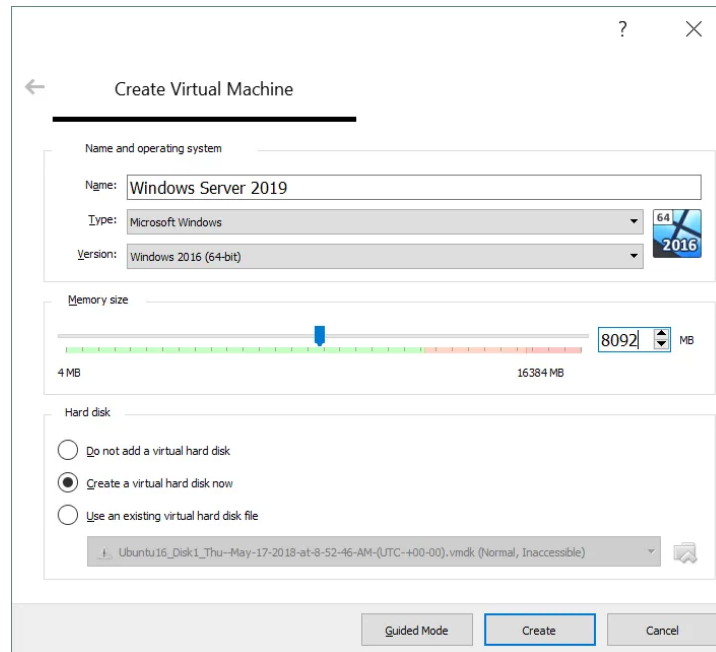 ?
Create Virtual Machine
Name and operating system
Name: Windows Server 2019
Type: Microsoft Windows
64
2016
Version: Windows 2016 (64-bit)
Memory size
8092 MB
4 MB 16384 MB
Hard disk
Do not add a virtual hard disk
Create a virtual hard disk now
Use an existing virtual hard disk file
Ubuntu16_Disk1_Thu--May-17-2018-at-8-52-46-AM-(UTC-+00-00).vmdk (Normal, Inaccessible)
Guided Mode Create Cancel